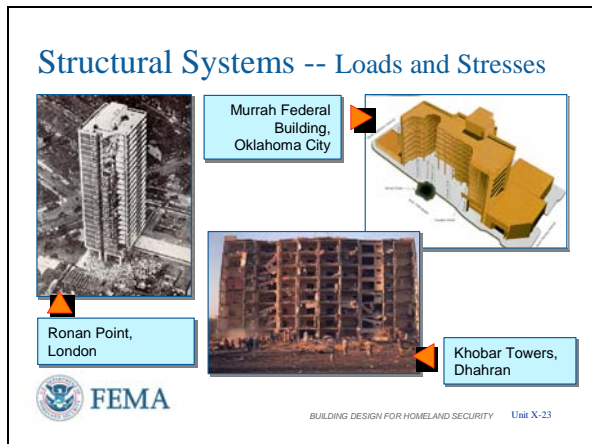 Structural Systems -- Loads and Stresses
Murrah Federal
Building,
Oklahoma City
Ronan Point,
London
Khobar Towers,
Dhahran
FEMA
BUILDING DESIGN FOR HOMELAND SECURITY Unit X-23